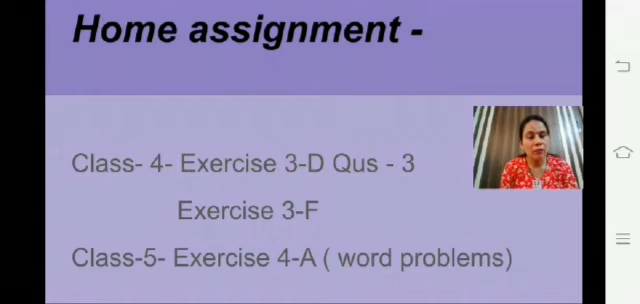 Home assignment -
Class- 4- Exercise 3-D Qus - 3
Exercise 3-F
Class-5- Exercise 4-A ( word problems)